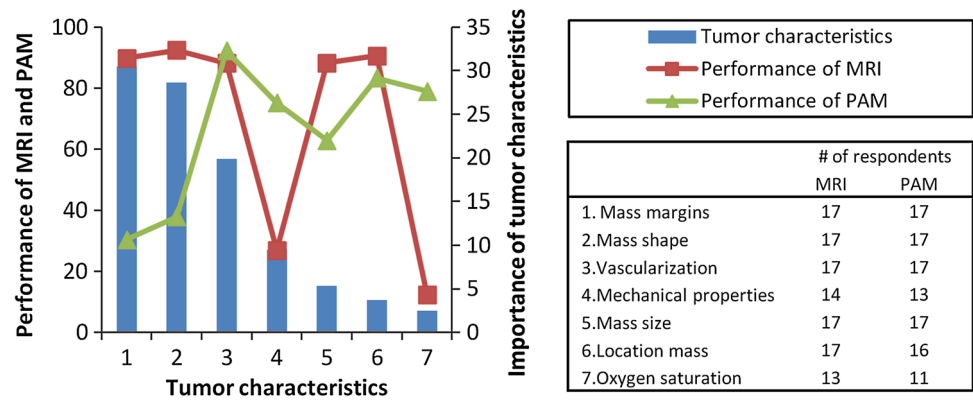 Performance of MRI and PAM
100
80
60
40
20
0
35
30
25
20
15
10
5
0
Importance of tumor characteristics
1 2 3 4 5 6 7
Tumor characteristics
Tumor characteristics
Performance of MRI
Performance of PAM
# of respondents
MRI PAM
1. Mass margins 17 17
2.Mass shape 17 17
3.Vascularization 17 17
4.Mechanical properties 14 13
5.Mass size 17 17
6.Location mass 17 16
7.Oxygen saturation 13 11